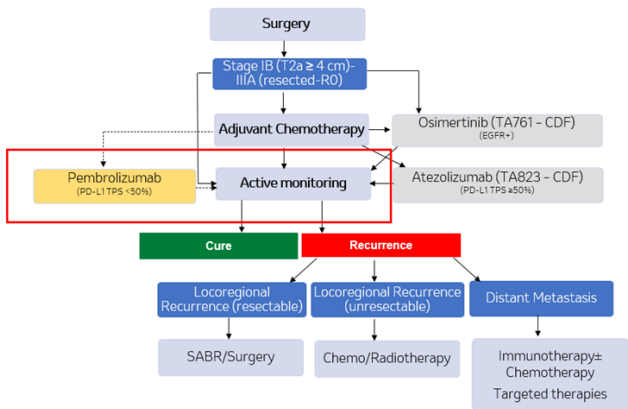 Surgery
Stage IB (T2a ≥ 4 cm)-
IIIA (resected-R0)
Adjuvant Chemotherapy
Osimertinib (TA761 – CDF)
(EGFR+)
Pembrolizumab
(PD-L1 TPS <50%)
Active monitoring
Atezolizumab (TA823 – CDF)
(PD-L1 TPS ≥50%)
Cure
Recurrence
Locoregional
Recurrence (resectable)
Locoregional Recurrence
(unresectable)
Distant Metastasis
SABR/Surgery
Chemo/Radiotherapy
Immunotherapy±
Chemotherapy
Targeted therapies